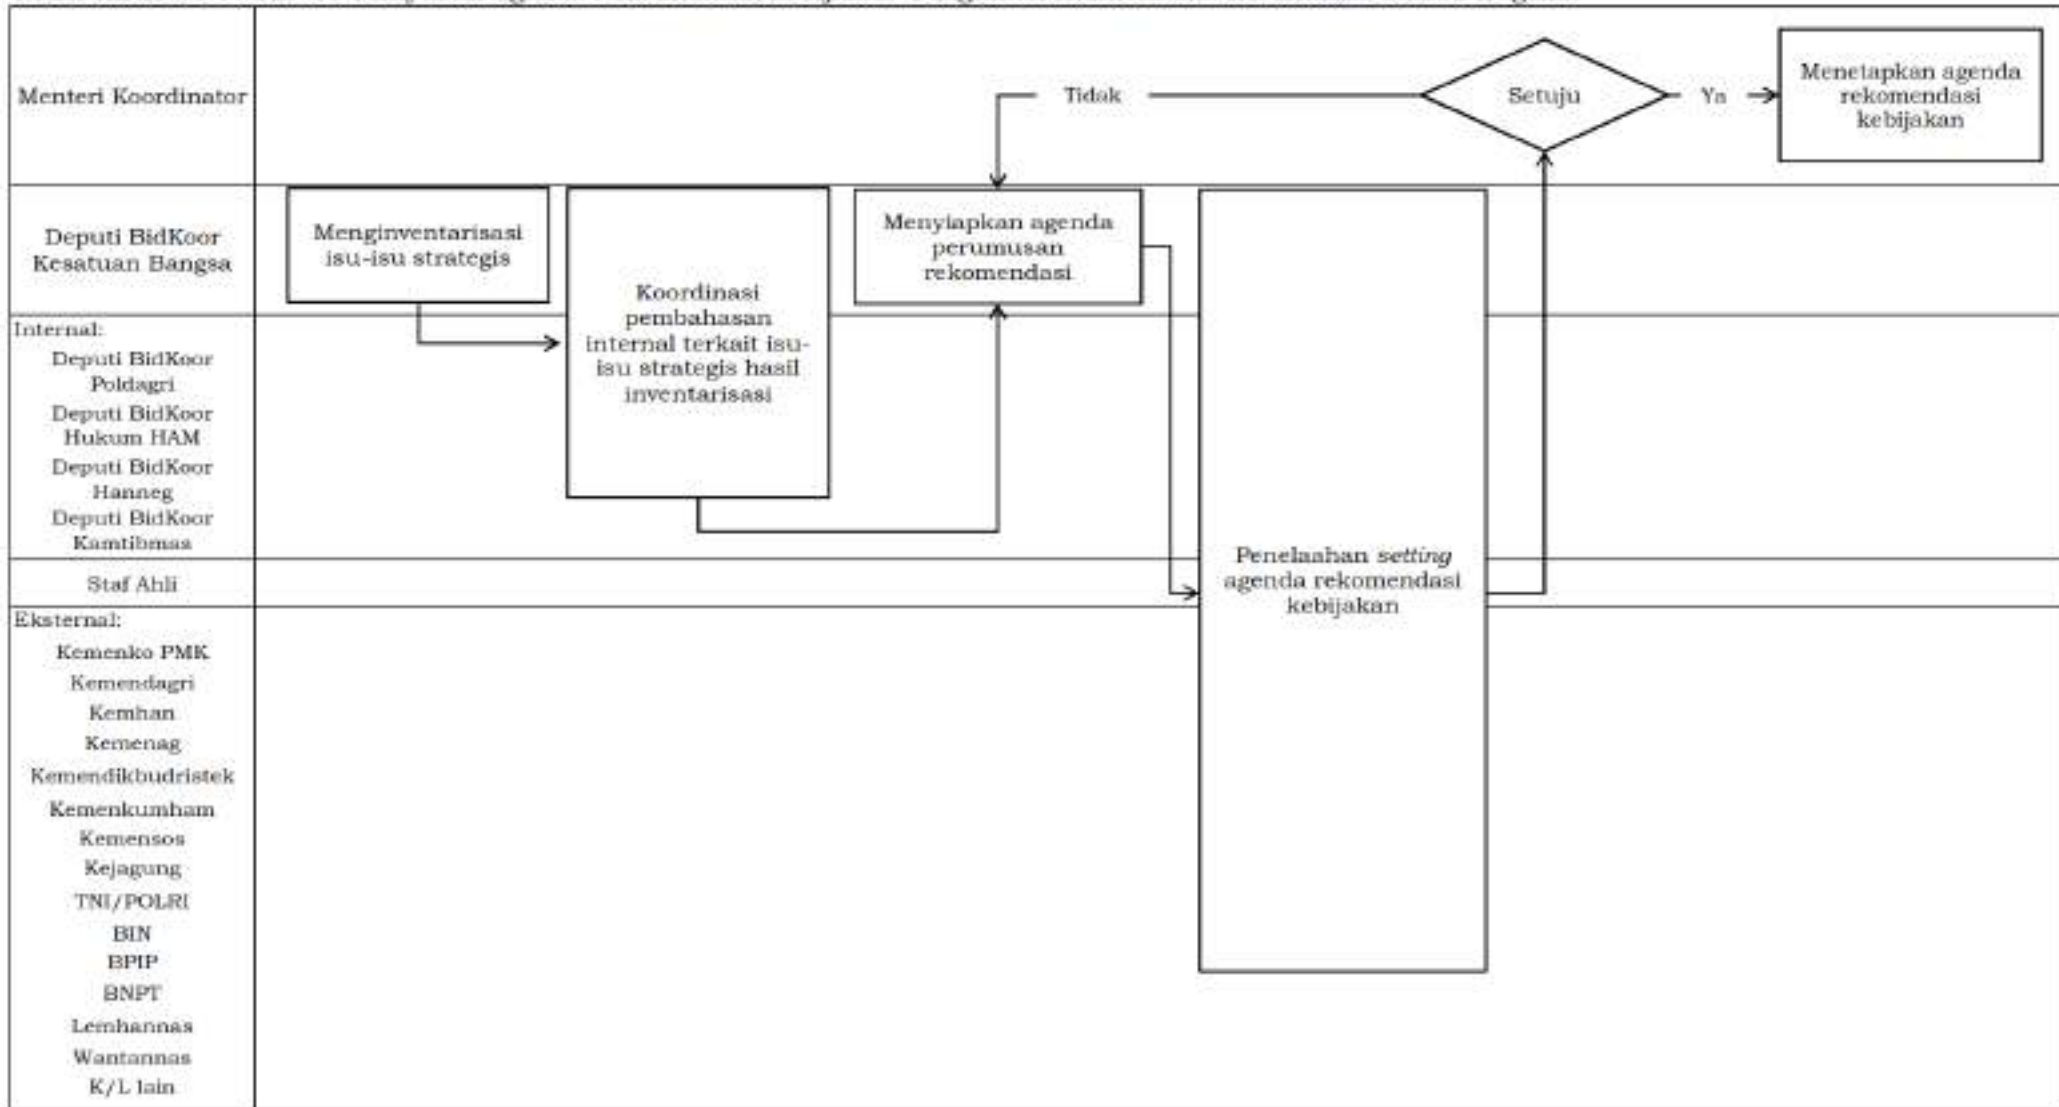 Menteri Koordinator
Tidak
Setuju
Ya
Menetapkan agenda
rekomendasi
kebijakan
Deputi BidKoor
Kesatuan Bangsa
Menginventarisasi
isu-isu strategis
Koordinasi
pembahasan
internal terkait isu-
isu strategis hasil
inventarisasi
Menyiapkan agenda
perumusan
rekomendasi
Penelaahan setting
agenda rekomendasi
kebijakan
Internal:
Deputi BidKoor
Poldagri
Deputi BidKoor
Hukum HAM
Deputi BidKoor
Hanneg
Deputi BidKoor
Kamtibmas
Staf Ahli
Eksternal:
Kemenko PMK
Kemendagri
Kemhan
Kemenag
Kemendikbudristek
Kemenkumham
Kemensos
Kejagung
TNI/POLRI
BIN
BPIP
BNPT
Lemhannas
Wantannas
K/L lain